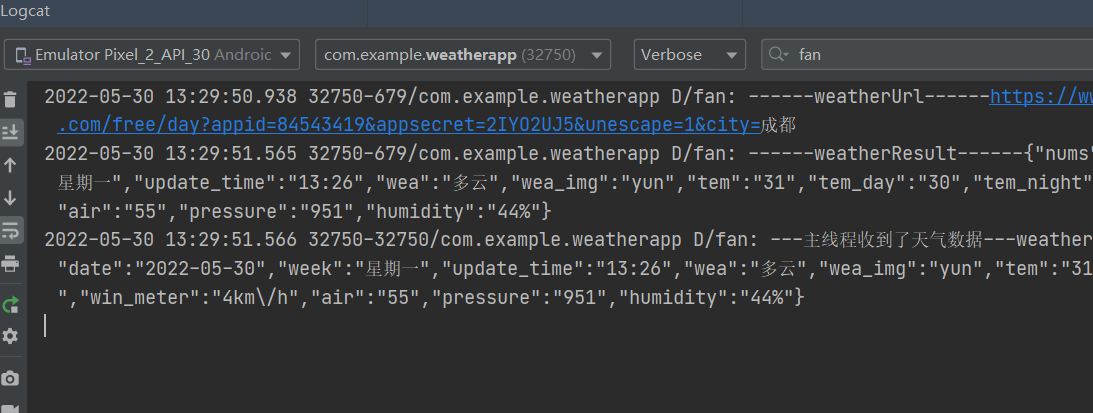 Logcat
Emulator Pixel_2_API_30 Androic com.example.weatherapp (32750) Verbose fan
2022-05-30 13:29:50.938 32750-679/com.example.weatherapp D/fan: ------weatherUrl------https://ww
.com/free/day?appid=84543419&appsecret=2IYO2UJ5&unescape=1&city=成都
2022-05-30 13:29:51.565 32750-679/com.example.weatherapp D/fan: ------weatherResult------{"nums"
星期一","update_time":"13:26","wea":"多云","wea_img":"yun","tem":"31","tem_day":"30","tem_night"
"air":"55","pressure":"951","humidity":"44%"}
2022-05-30 13:29:51.566 32750-32750/com.example.weatherapp D/fan: ---主线程收到了天气数据---weather
"date":"2022-05-30","week":"星期一","update_time":"13:26","wea":"多云","wea_img":"yun","tem":"31
","win_meter":"4km\/h","air":"55","pressure":"951","humidity":"44%"}